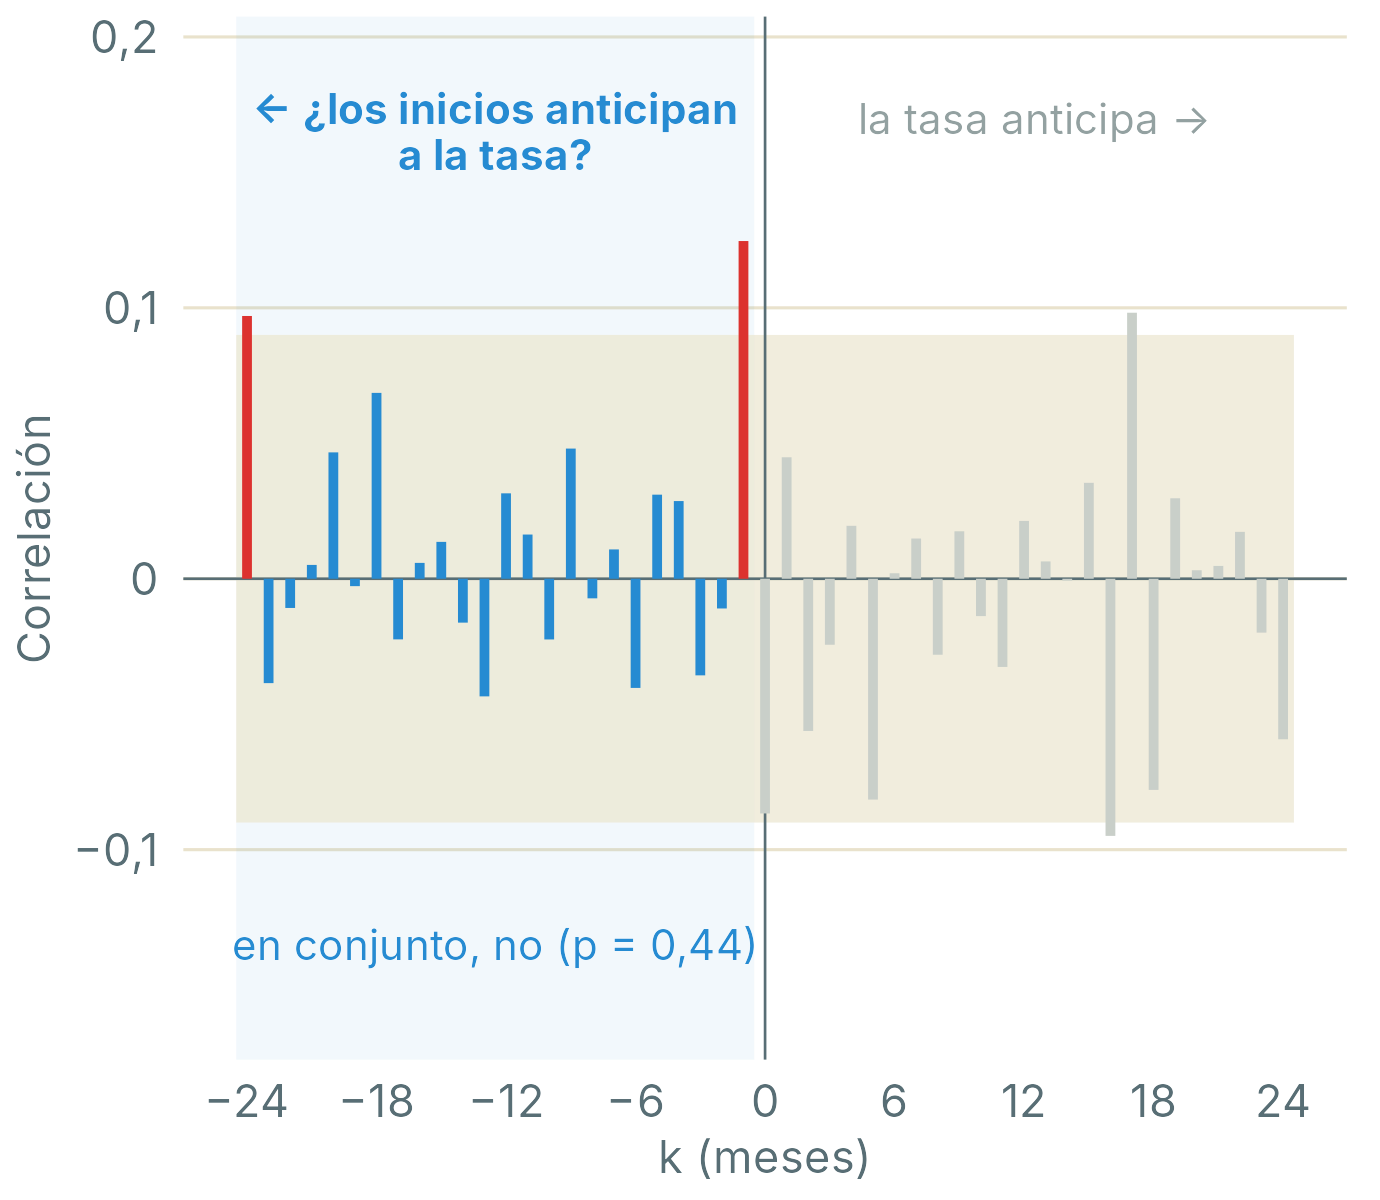 0,2
← ¿los inicios anticipan
a la tasa?
la tasa anticipa →
0,1
0
−0,1
Correlación
en conjunto, no (p = 0,44)
−24 −18 −12 −6 0 6 12 18 24
k (meses)